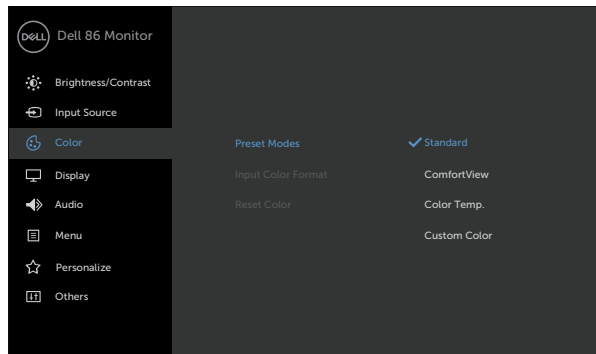 DELL Dell 86 Monitor
Brightness/Contrast
Input Source
Color Preset Modes Standard
Display Input Color Format ComfortView
Audio Reset Color Color Temp.
Menu Custom Color
Personalize
Others